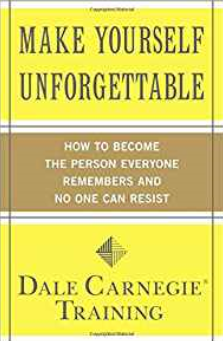 MAKE YOURSELF
UNFORGETTABLE
HOW TO BECOME
THE PERSON EVERYONE
REMEMBERS AND
NO ONE CAN RESIST
DALE CARNEGIE®
TRAINING